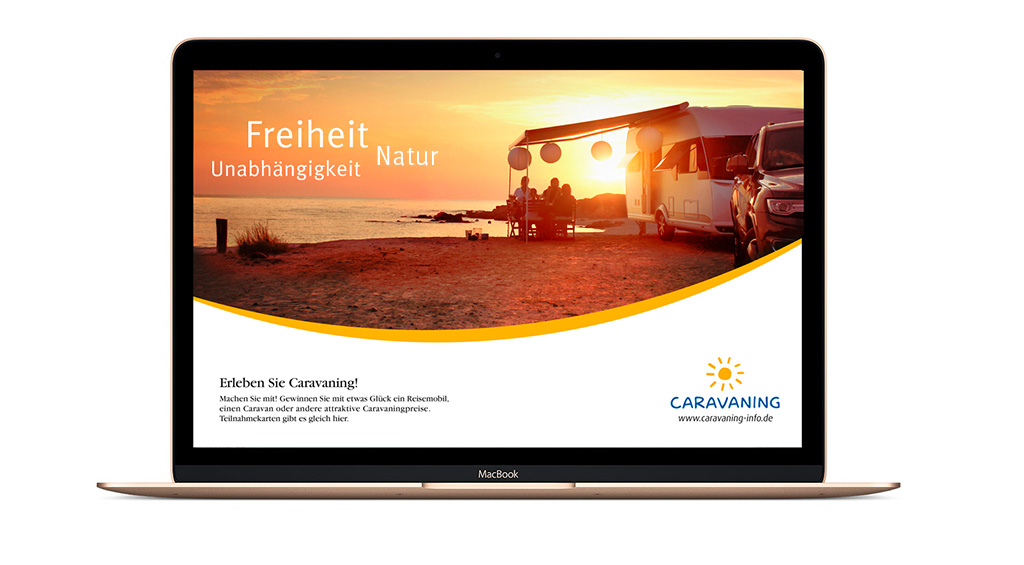 Freiheit
Natur
Unabhängigkeit
Erleben Sie Caravaning!
Machen Sie mit! Gewinnen Sie mit etwas Glück ein Reisemobil,
einen Caravan oder andere attraktive Caravaningpreise.
Teilnahmekarten gibt es gleich hier.
CARAVANING
www.caravaning-info.de
MacBook